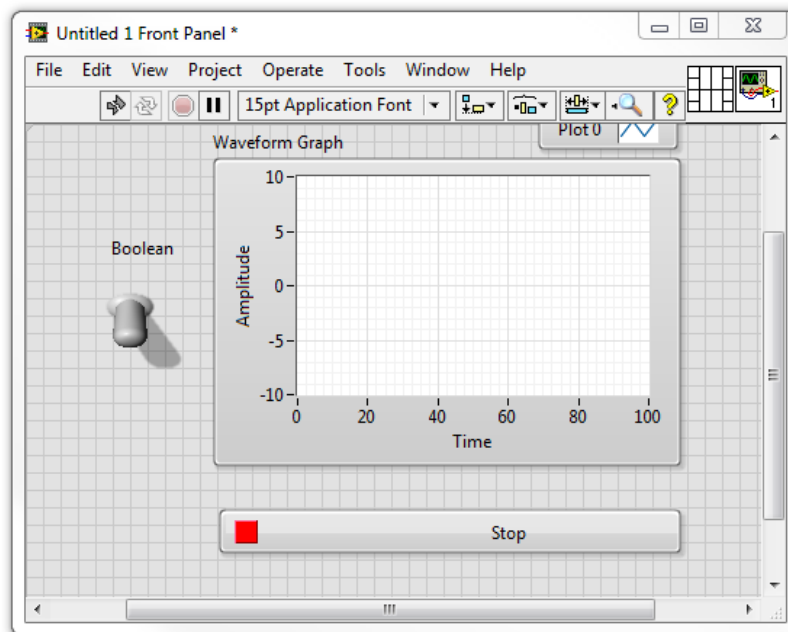 Untitled 1 Front Panel *
File Edit View Project Operate Tools Window Help
15pt Application Font
1
Plot 0
Waveform Graph
Boolean
Amplitude
10
5
0
-5
-10
0 20 40 60 80 100
Time
Stop